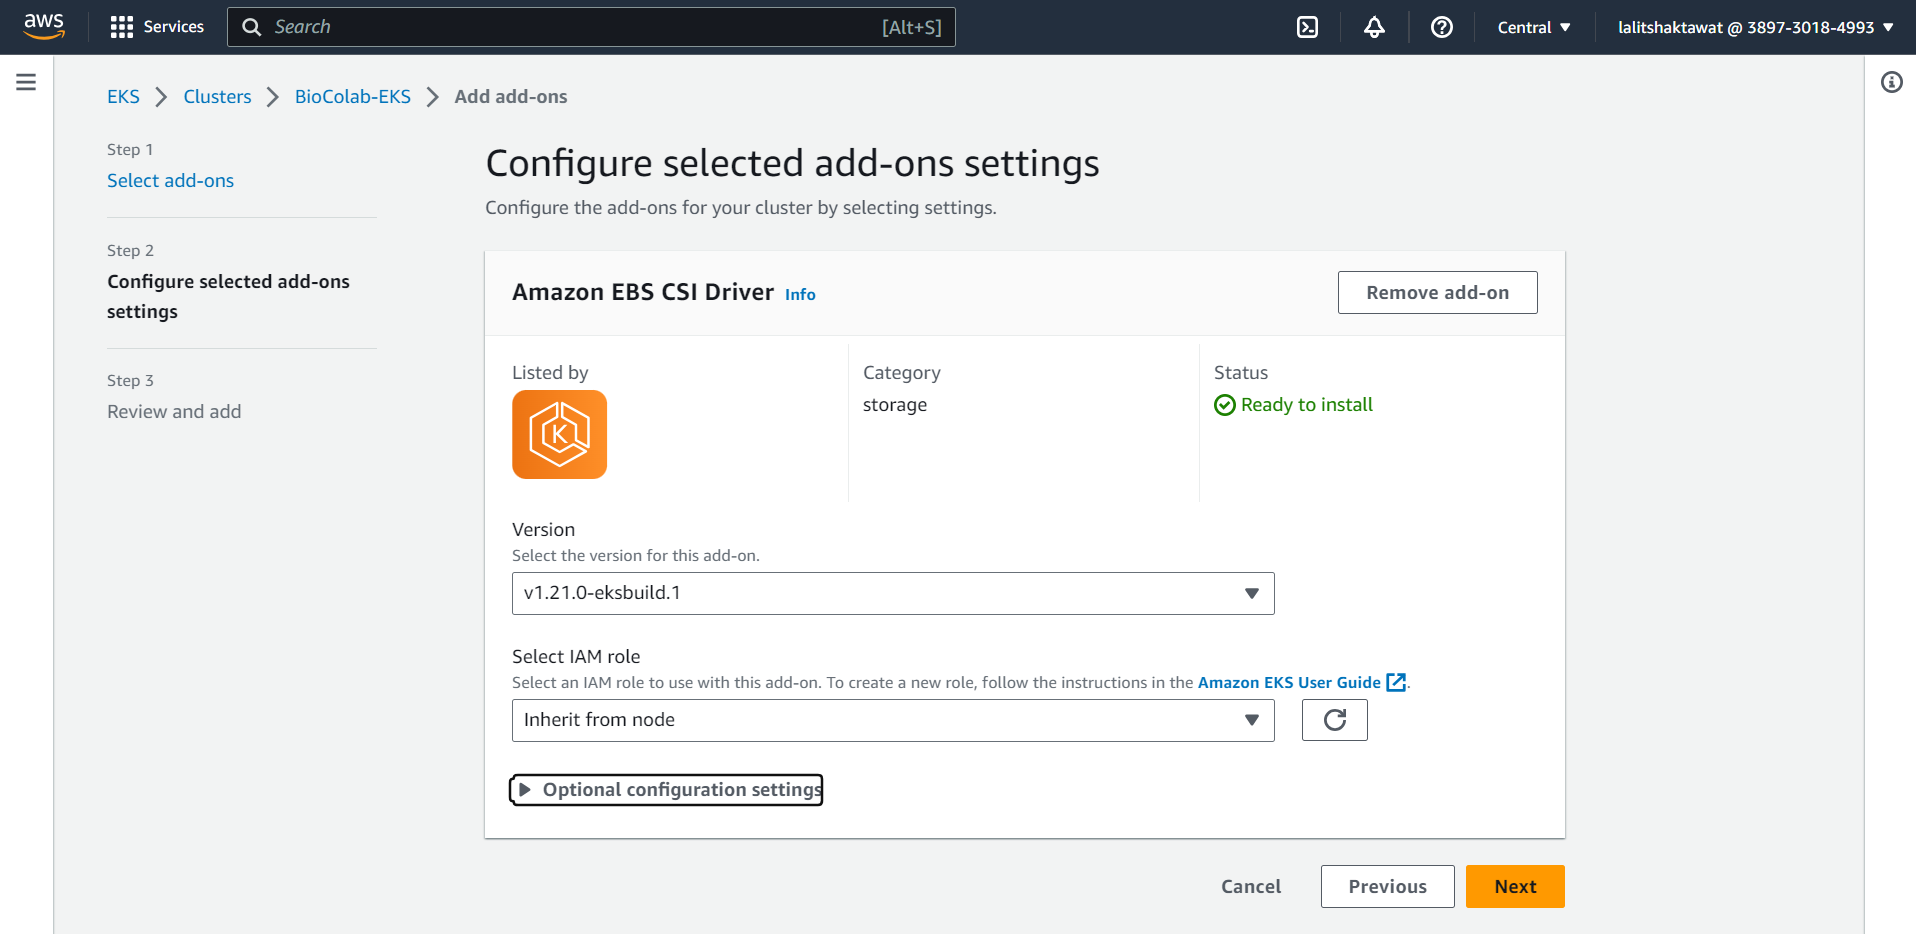 aws Services Search [Alt+S] Central lalitshaktawat @ 3897-3018-4993
EKS Clusters BioColab-EKS Add add-ons
Step 1
Select add-ons
Step 2
Configure selected add-ons
settings
Step 3
Review and add
Configure selected add-ons settings
Configure the add-ons for your cluster by selecting settings.
Amazon EBS CSI Driver Info Remove add-on
Listed by
K
Category
storage
Status
Ready to install
Version
Select the version for this add-on.
v1.21.0-eksbuild.1
Select IAM role
Select an IAM role to use with this add-on. To create a new role, follow the instructions in the Amazon EKS User Guide.
Inherit from node
Optional configuration settings
Cancel Previous Next